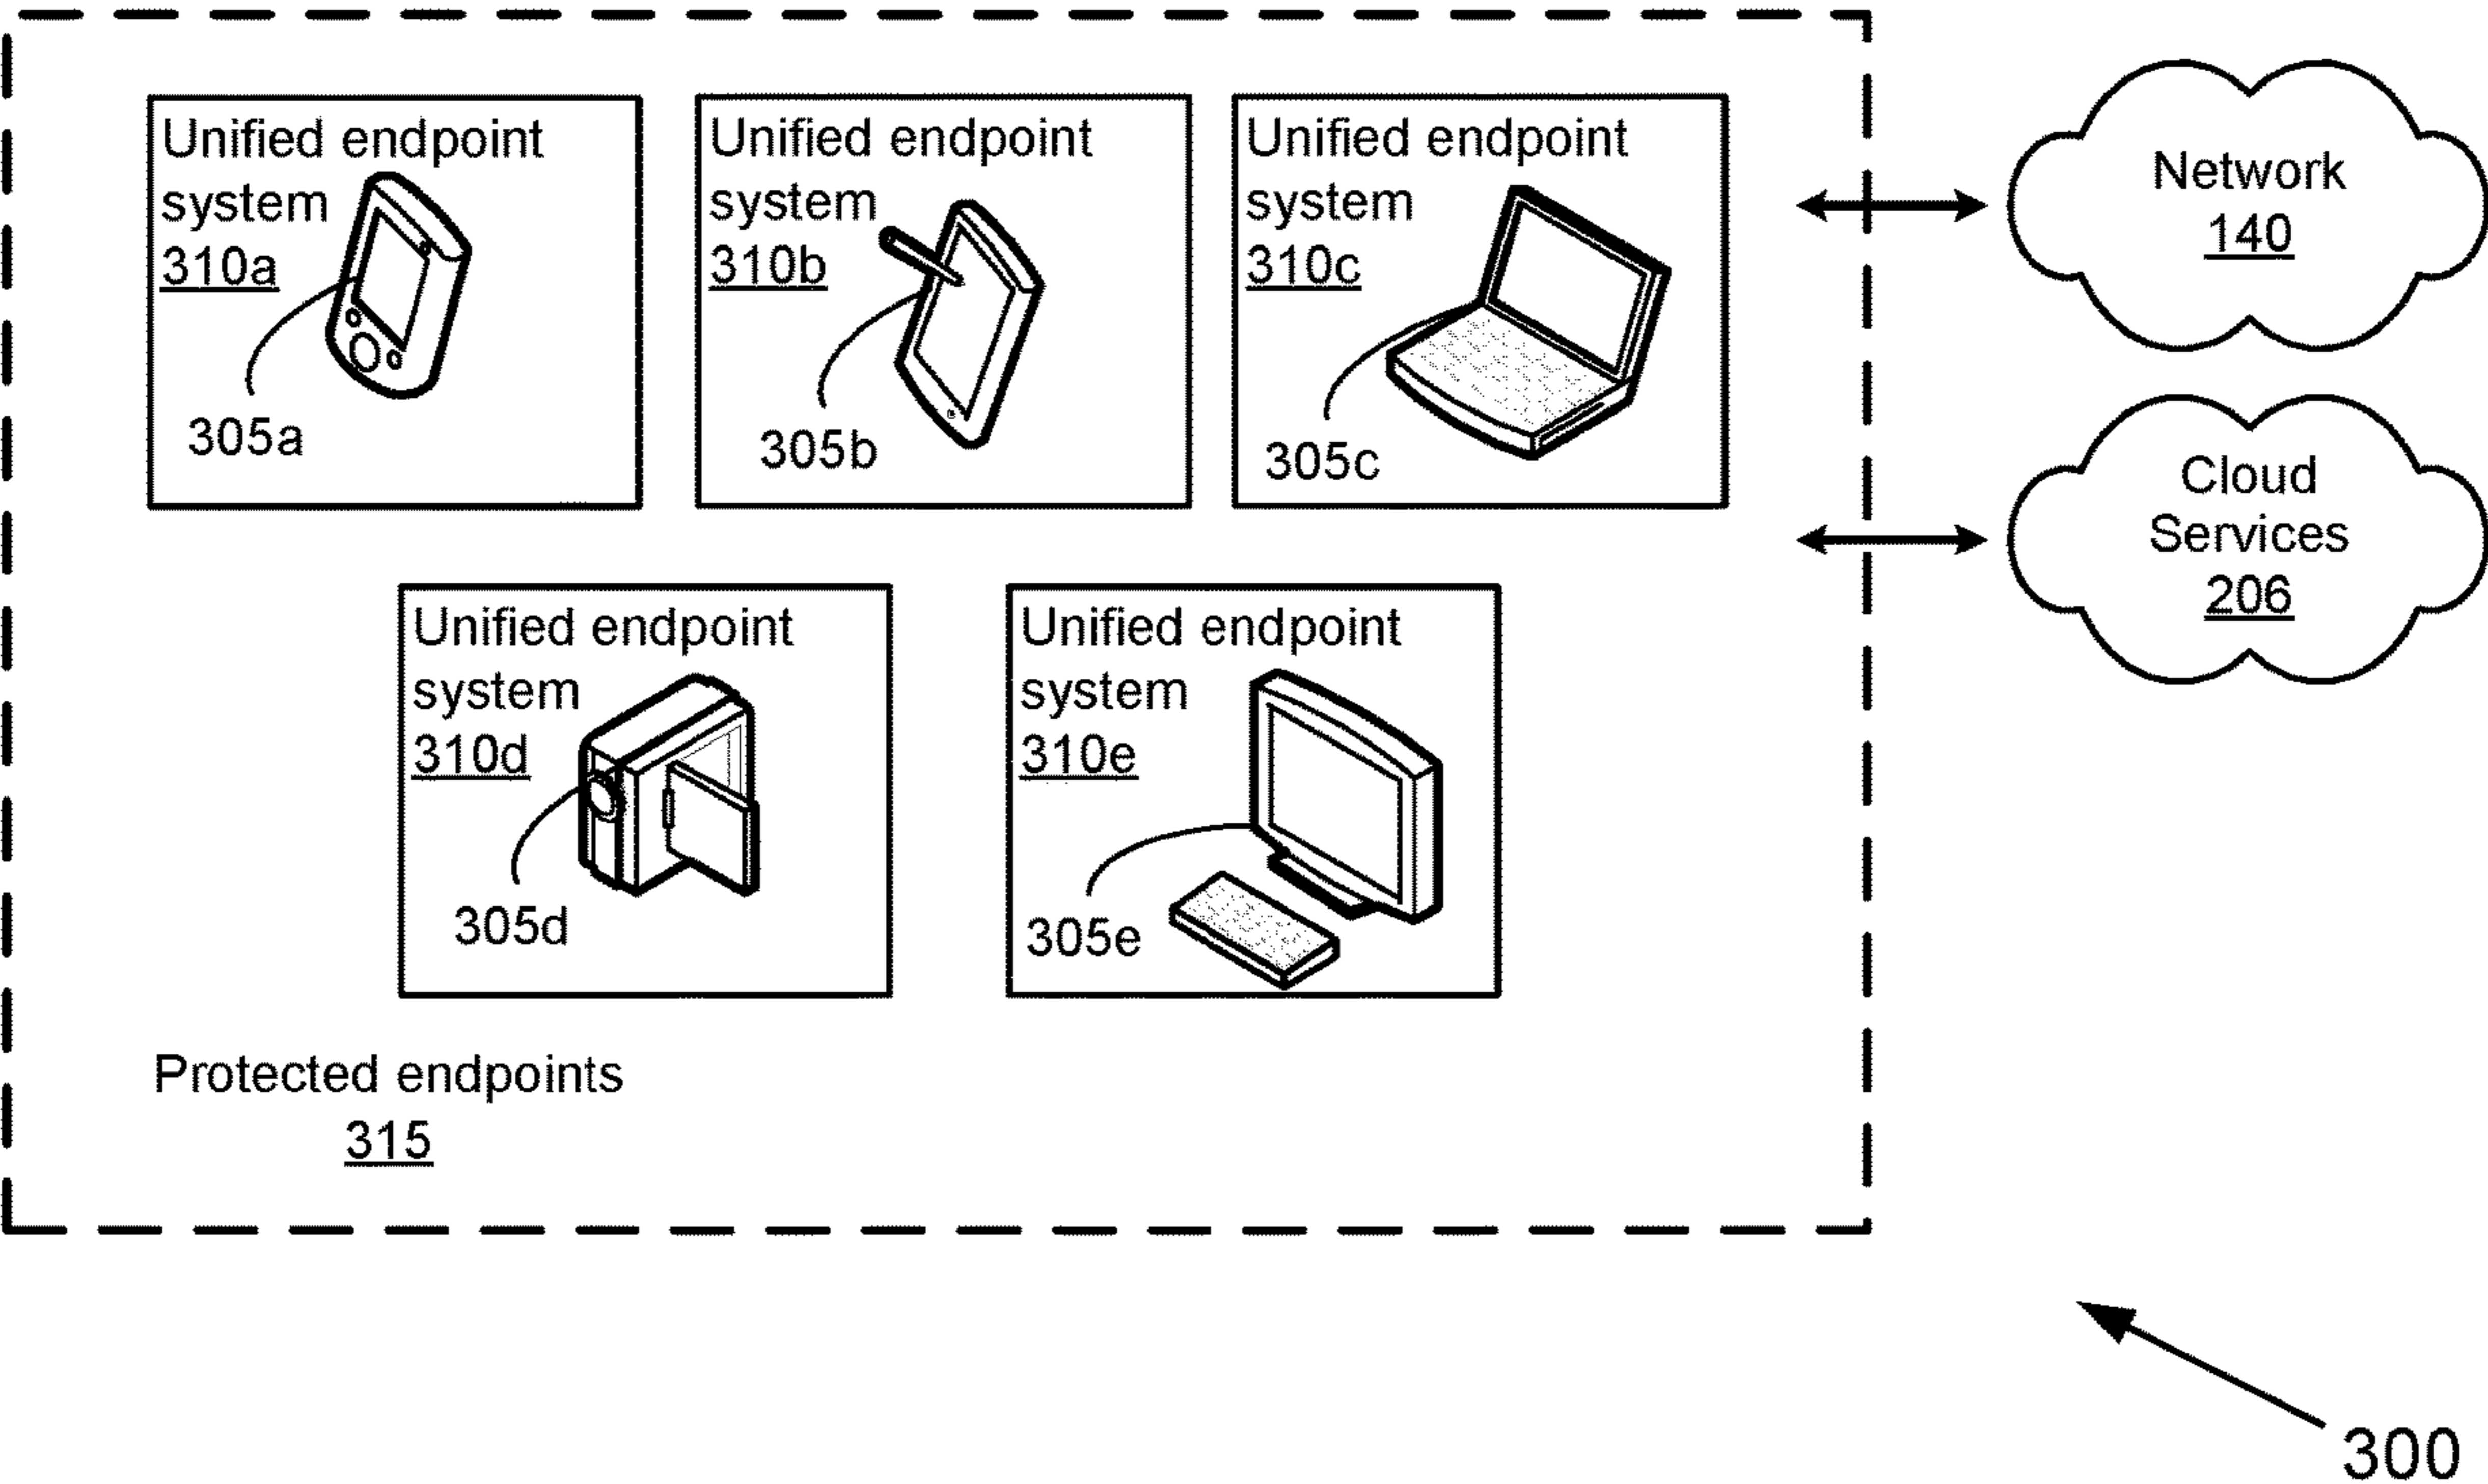 Unified endpoint
system
310a
305a
Unified endpoint
system
310b
305b
Unified endpoint
system
310c
305c
Network
140
Cloud
Services
206
Unified endpoint
system
310d
305d
Unified endpoint
system
310e
305e
Protected endpoints
315
300